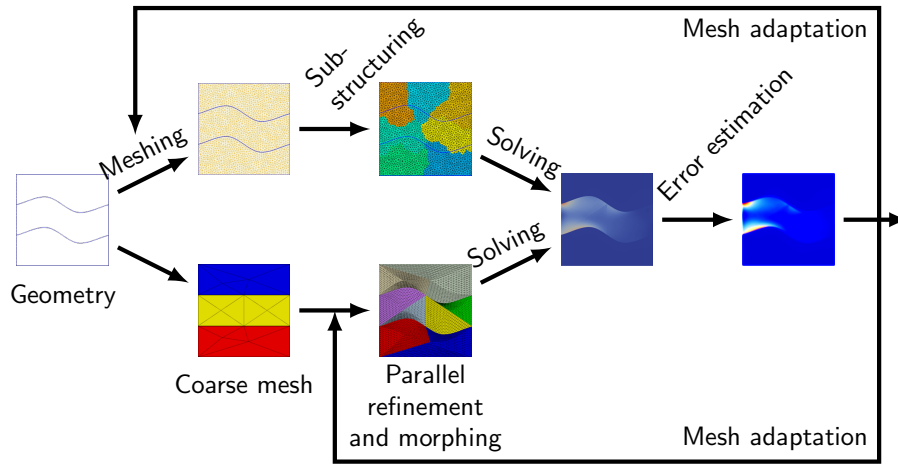 Mesh adaptation
Sub-
structuring
Meshing
Solving
Error estimation
Solving
Geometry
Coarse mesh
Parallel
refinement
and morphing
Mesh adaptation